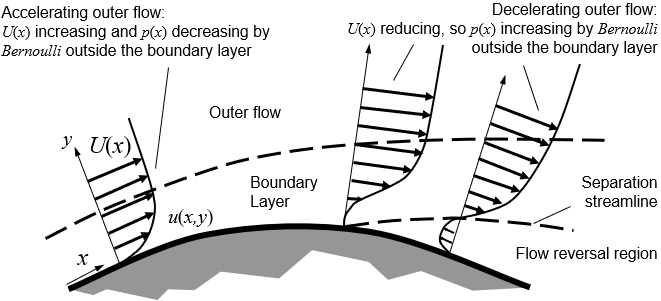 Accelerating outer flow:
U(x) increasing and p(x) decreasing by
Bernoulli outside the boundary layer
Decelerating outer flow:
U(x) reducing, so p(x) increasing by Bernoulli
outside the boundary layer
Outer flow
y
U(x)
Boundary
Layer
u(x,y)
x
Separation
streamline
Flow reversal region